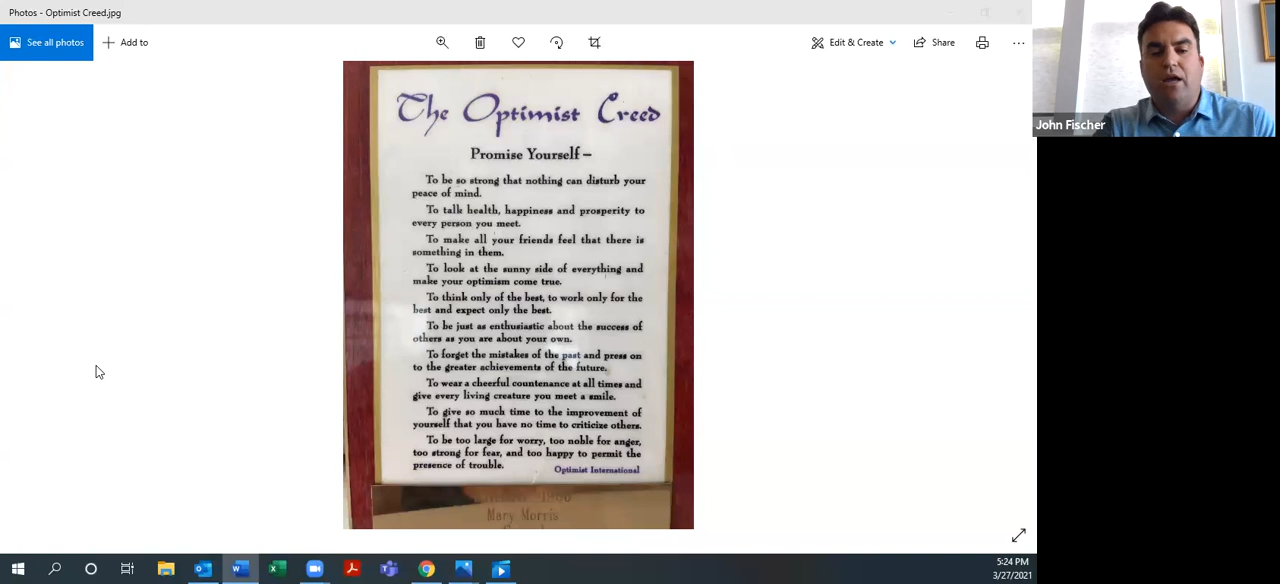 Photos - Optimist Creed.jpg
See all photos
Add to
Edit & Create
Share
John Fischer
The Optimist Creed
Promise Yourself –
To be so strong that nothing can disturb your
peace of mind.
To talk health, happiness and prosperity to
every person you meet.
To make all your friends feel that there is
something in them.
To look at the sunny side of everything and
make your optimism come true.
To think only of the best, to work only for the
best and expect only the best.
To be just as enthusiastic about the success of
others as you are about your own.
To forget the mistakes of the past and press on
to the greater achievements of the future.
To wear a cheerful countenance at all times and
give every living creature you meet a smile.
To give so much time to the improvement of
yourself that you have no time to criticize others.
To be too large for worry, too noble for anger,
too strong for fear, and too happy to permit the
presence of trouble.
Optimist International
Mary Morris
5:24 PM
3/27/2021